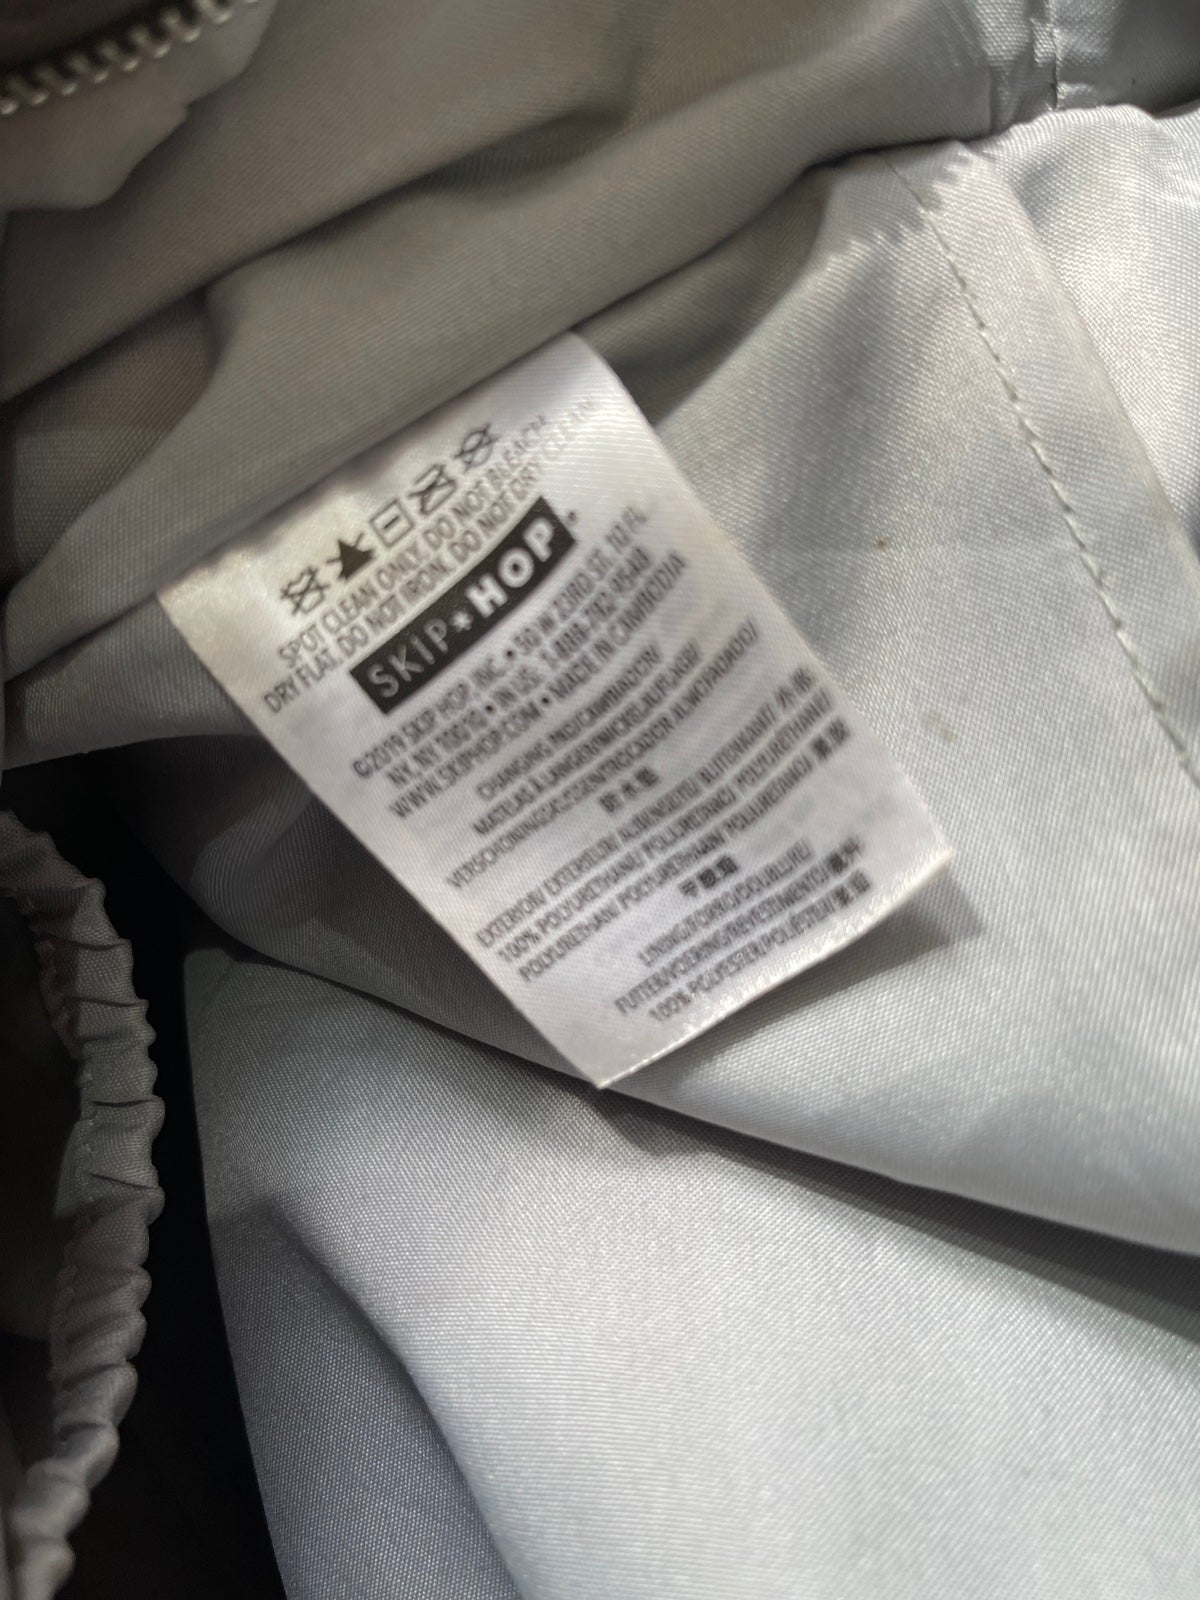 SPOT CLEAN ONLY, DO NOT BLEACH,
DRY FLAT, DO NOT IRON, DO NOT DRY CLEAN
SKIP*HOP
©2019 SKIP HOP, INC. • 50 W 23RD ST, 10 FL,
NY, NY 10010 • IN US: 1-888-282-9549
WWW.SKIPHOP.COM • MADE IN CAMBODIA
CHANGING PAD/CAMBIADOR/
MATELAS À LANGER/WICKELAUFLAGE/
VERSCHONINGSKUSSEN/TROCADOR ALMOFADADO/
EXTERIOR/ EXTÉRIEUR/ BUITENKANT/
100% POLYURETHANE/ POLYURÉTHANE/
POLYURETHAN/ POLYURETHAAN
LINING/FORRO/DOUBLURE/
FUTTER/VOERING/REVESTIMENTO/
100% POLYESTER/POLIÉSTER/